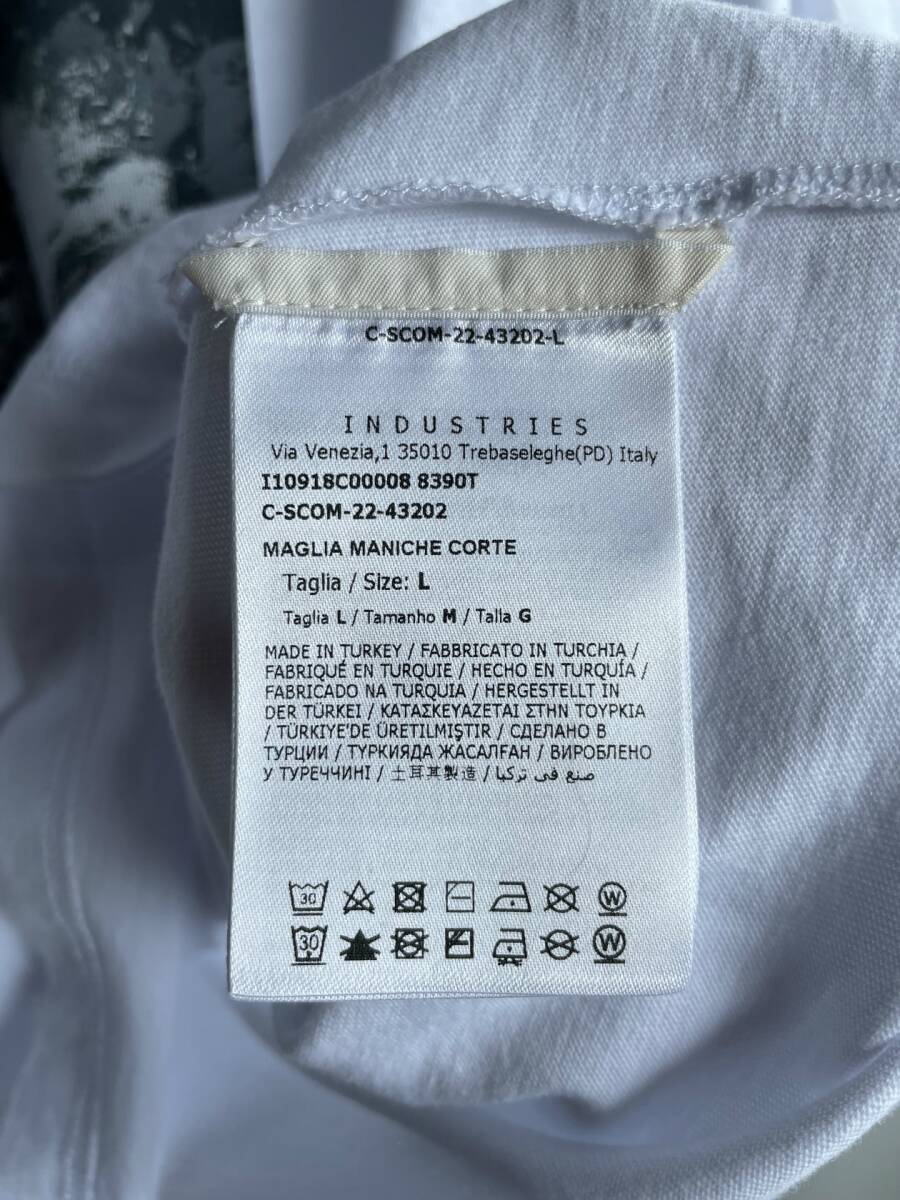 C-SCOM-22-43202-L
INDUSTRIES
Via Venezia,1 35010 Trebaseleghe(PD) Italy
I10918C00008 8390T
C-SCOM-22-43202
MAGLIA MANICHE CORTE
Taglia / Size: L
Taglia L / Tamanho M / Talla G
MADE IN TURKEY / FABBRICATO IN TURCHIA /
FABRIQUÉ EN TURQUIE / HECHO EN TURQUÍA /
FABRICADO NA TURQUIA / HERGESTELLT IN
DER TÜRKEI / ΚΑΤΑΣΚΕΥΑΖΕΤΑΙ ΣΤΗΝ ΤΟΥΡΚΙΑ
/ TÜRKIYE'DE ÜRETILMIŞTIR / СДЕЛАНО В
ТУРЦИИ / ТҮРКИЯДА ЖАСАЛҒАН / ВИРОБЛЕНО
У ТУРЕЧЧИНІ / 土耳其製造 / صنع في تركيا
30 W
30 W